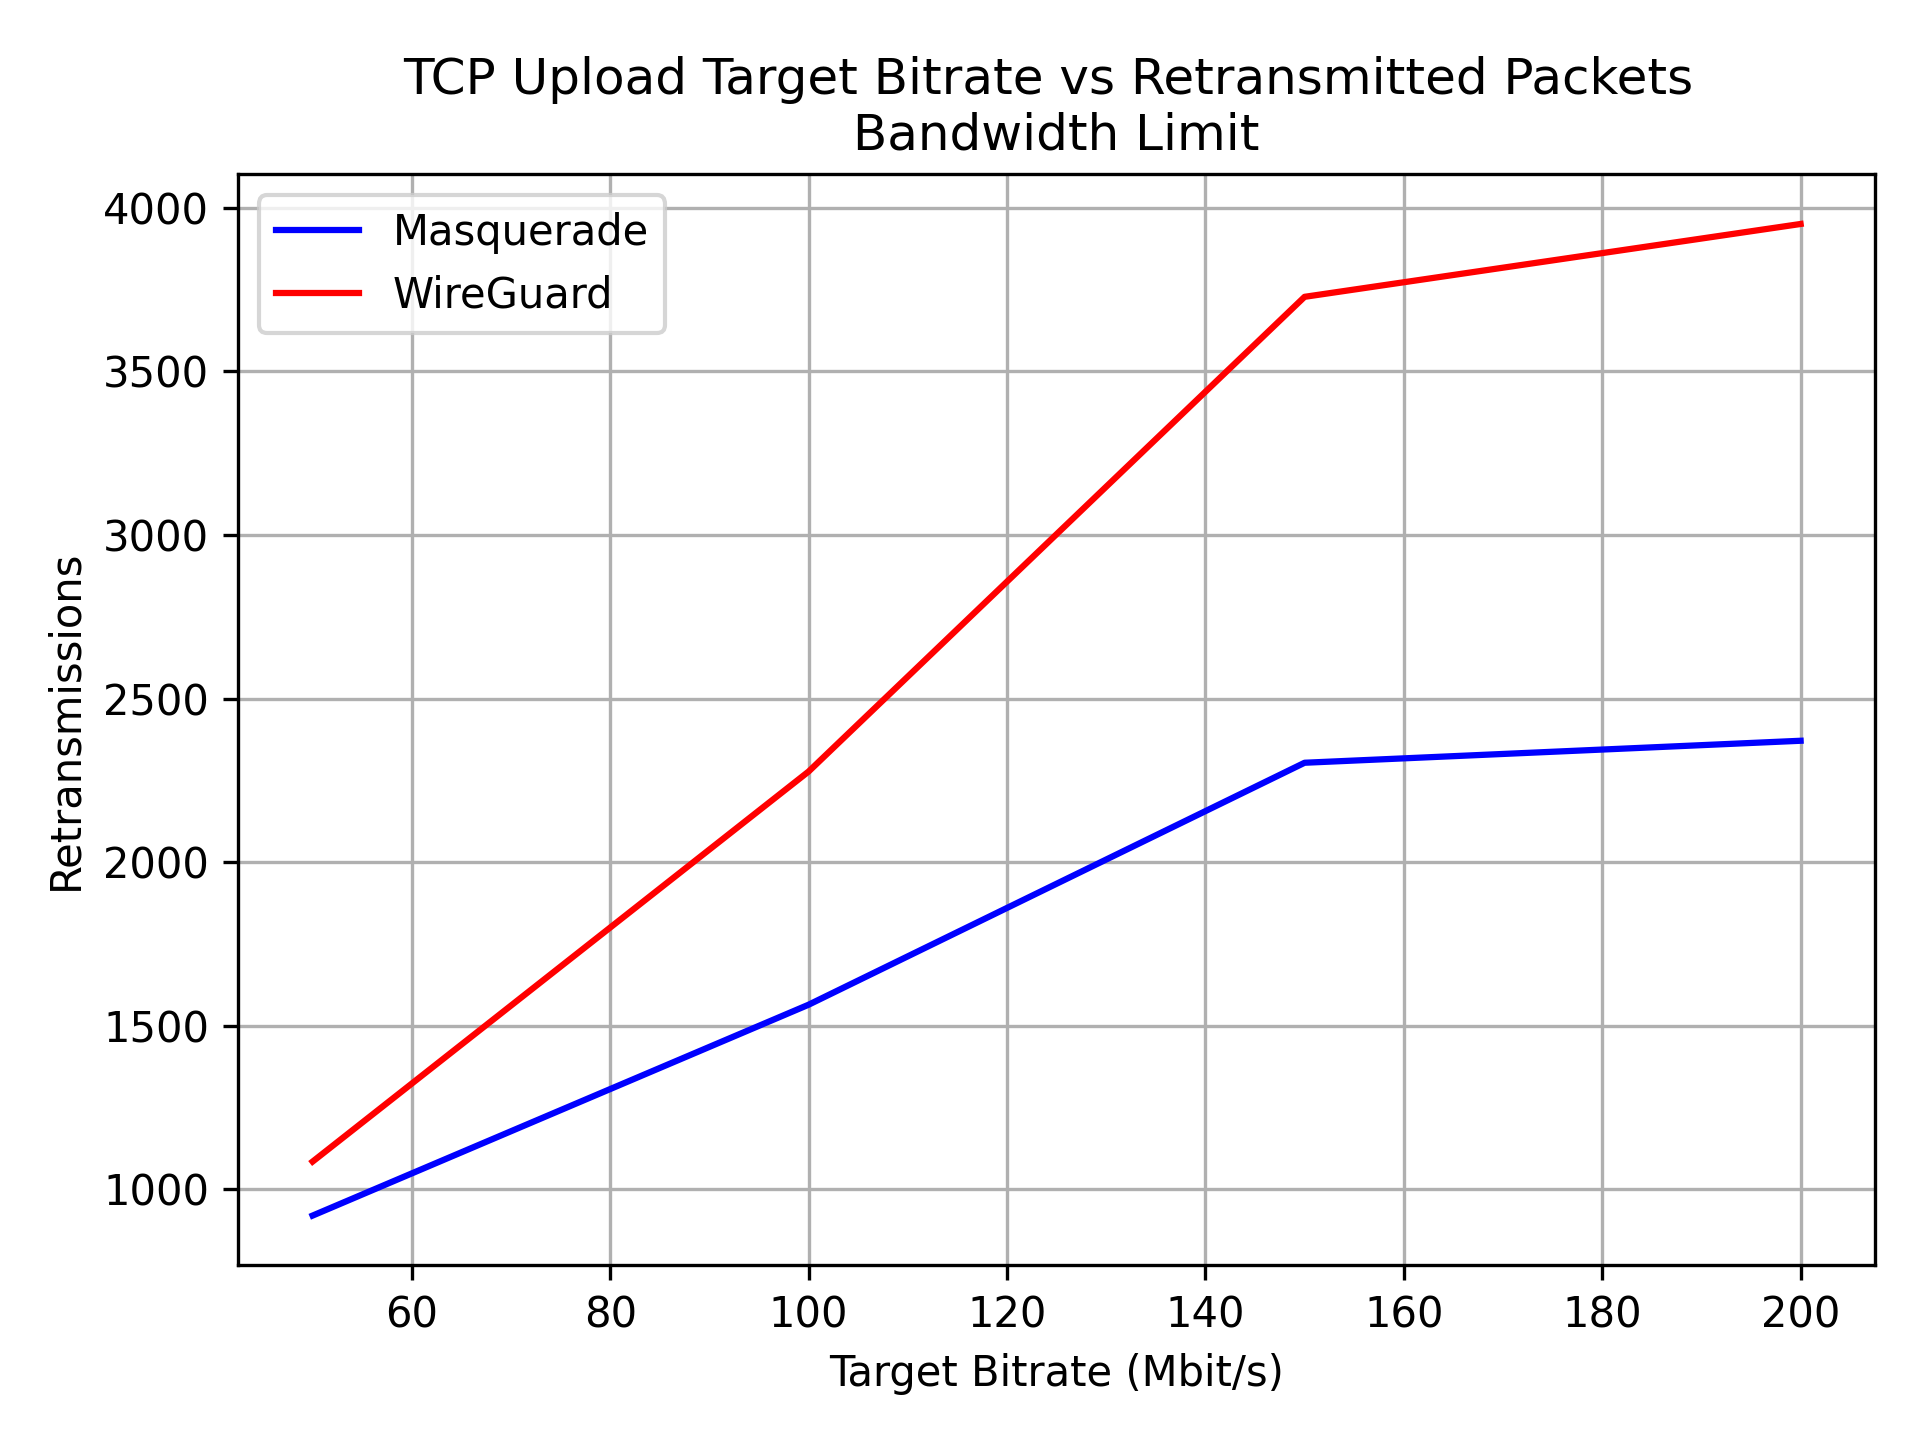 TCP Upload Target Bitrate vs Retransmitted Packets
Bandwidth Limit
Masquerade
WireGuard
Retransmissions
4000
3500
3000
2500
2000
1500
1000
60 80 100 120 140 160 180 200
Target Bitrate (Mbit/s)